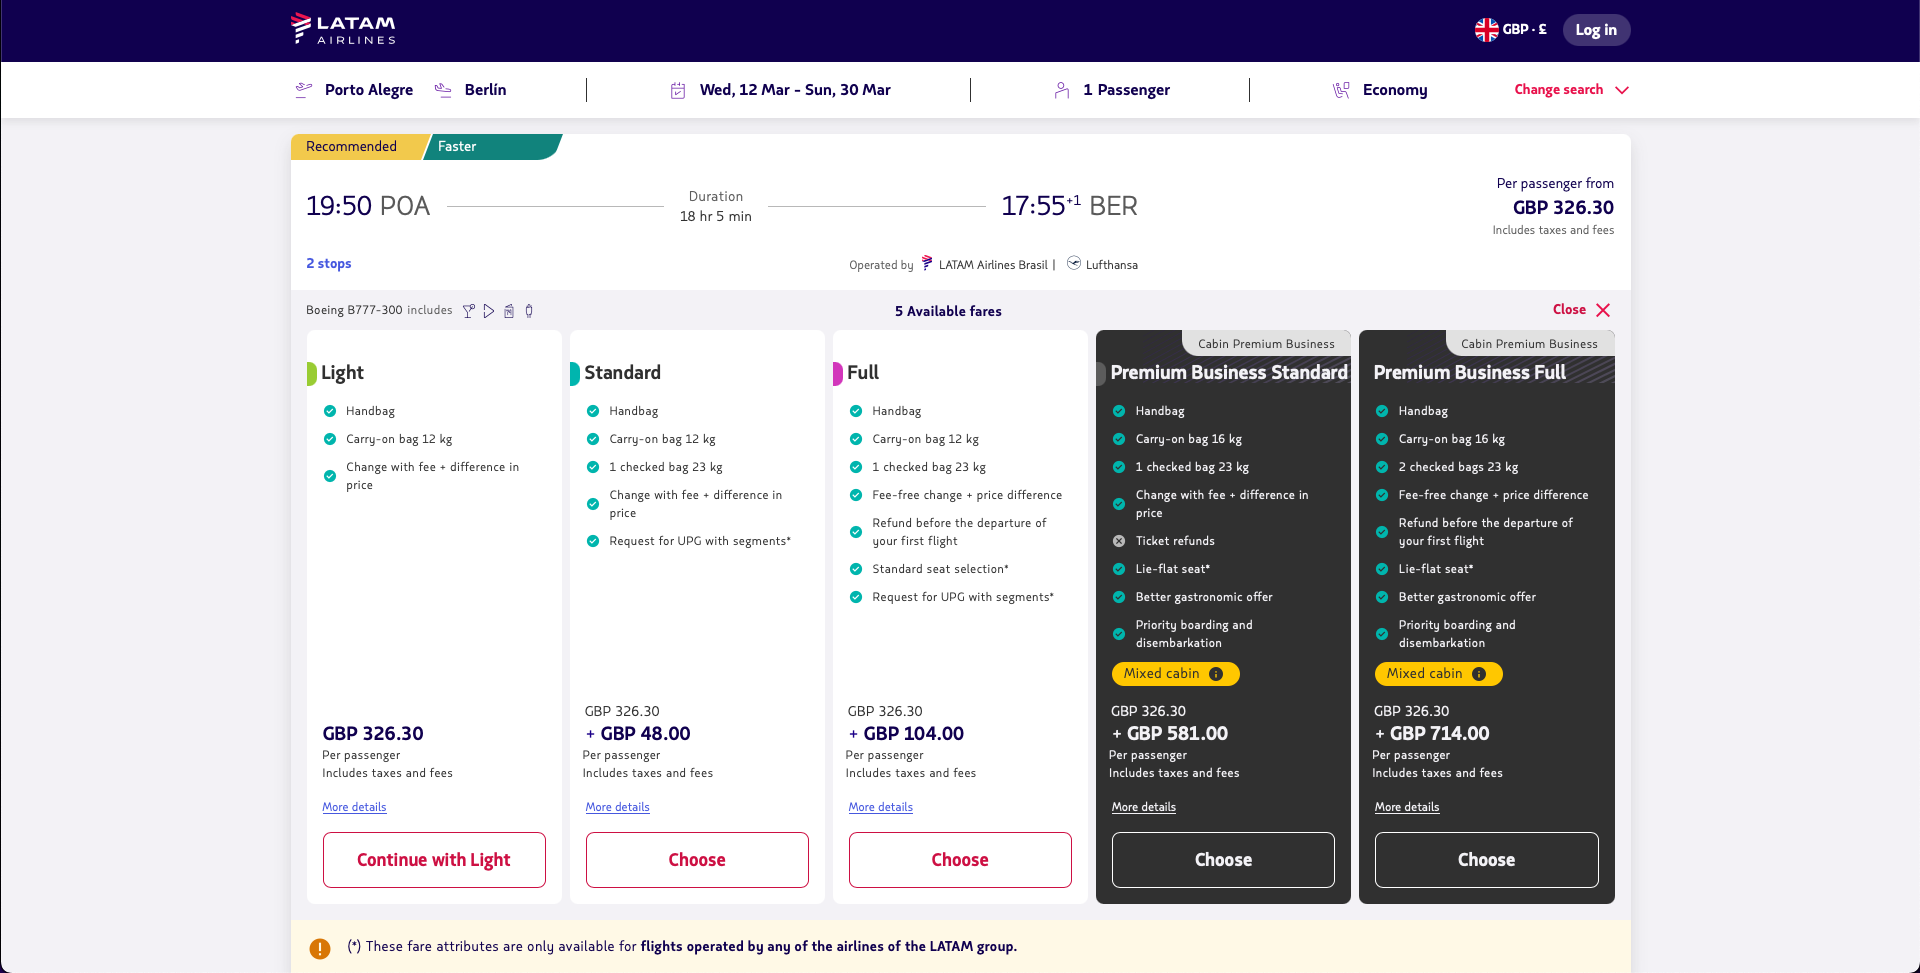 LATAM
AIRLINES
GBP · £
Log in
Porto Alegre
Berlín
Wed, 12 Mar - Sun, 30 Mar
1 Passenger
Economy
Change search
Recommended
Faster
19:50 POA
Duration
18 hr 5 min
17:55+1 BER
Per passenger from
GBP 326.30
Includes taxes and fees
2 stops
Operated by LATAM Airlines Brasil | Lufthansa
Boeing B777-300 includes
5 Available fares
Close
Light
Handbag
Carry-on bag 12 kg
Change with fee + difference in
price
GBP 326.30
Per passenger
Includes taxes and fees
More details
Continue with Light
Standard
Handbag
Carry-on bag 12 kg
1 checked bag 23 kg
Change with fee + difference in
price
Request for UPG with segments*
GBP 326.30
+ GBP 48.00
Per passenger
Includes taxes and fees
More details
Choose
Full
Handbag
Carry-on bag 12 kg
1 checked bag 23 kg
Fee-free change + price difference
Refund before the departure of
your first flight
Standard seat selection*
Request for UPG with segments*
GBP 326.30
+ GBP 104.00
Per passenger
Includes taxes and fees
More details
Choose
Cabin Premium Business
Premium Business Standard
Handbag
Carry-on bag 16 kg
1 checked bag 23 kg
Change with fee + difference in
price
Ticket refunds
Lie-flat seat*
Better gastronomic offer
Priority boarding and
disembarkation
Mixed cabin
GBP 326.30
+ GBP 581.00
Per passenger
Includes taxes and fees
More details
Choose
Cabin Premium Business
Premium Business Full
Handbag
Carry-on bag 16 kg
2 checked bags 23 kg
Fee-free change + price difference
Refund before the departure of
your first flight
Lie-flat seat*
Better gastronomic offer
Priority boarding and
disembarkation
Mixed cabin
GBP 326.30
+ GBP 714.00
Per passenger
Includes taxes and fees
More details
Choose
(*) These fare attributes are only available for flights operated by any of the airlines of the LATAM group.